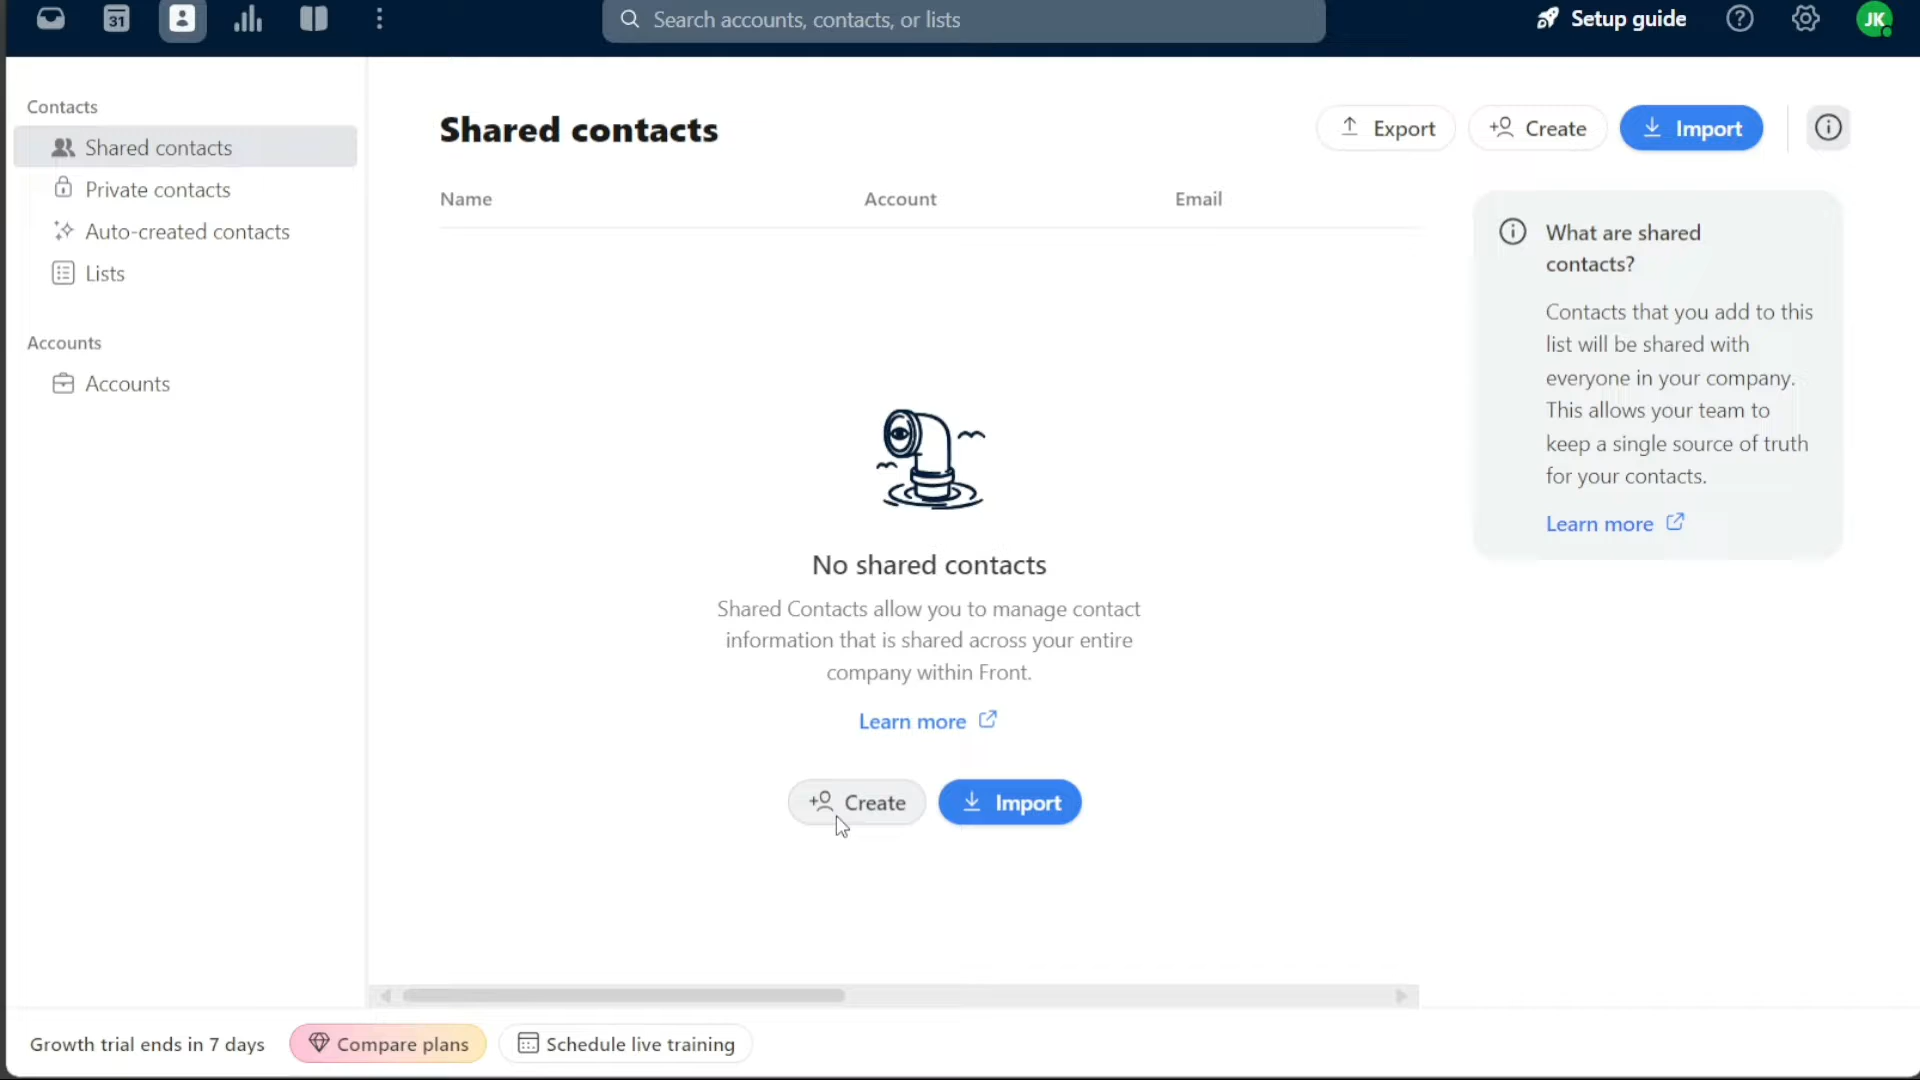 31
Search accounts, contacts, or lists
Setup guide
JK
Contacts
Shared contacts
Private contacts
Auto-created contacts
Lists
Accounts
Accounts
Shared contacts
Export
Create
Import
Name
Account
Email
No shared contacts
Shared Contacts allow you to manage contact
information that is shared across your entire
company within Front.
Learn more
Create
Import
What are shared
contacts?
Contacts that you add to this
list will be shared with
everyone in your company.
This allows your team to
keep a single source of truth
for your contacts.
Learn more
Growth trial ends in 7 days
Compare plans
Schedule live training